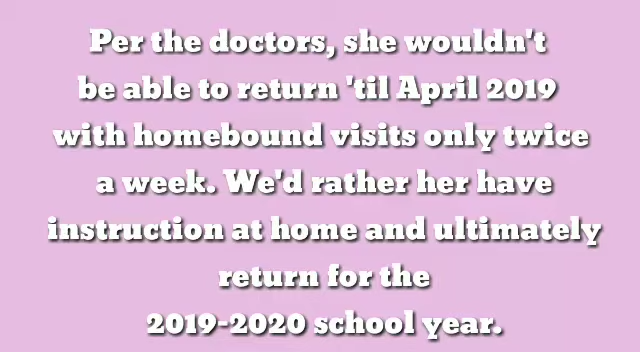 Per the doctors, she wouldn't
be able to return 'til April 2019
with homebound visits only twice
a week. We'd rather her have
instruction at home and ultimately
return for the
2019-2020 school year.